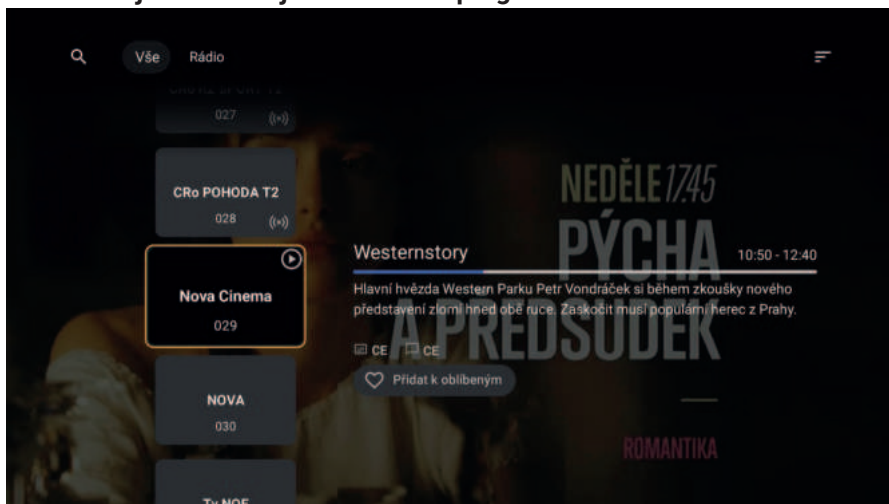 Vše Rádio
027
CRo POHODA T2
028
Nova Cinema
029
NOVA
030
NEDĚLE 17.45
PÝCHA
A PŘEDSUDEK
ROMANTIKA
Westernstory 10:50 - 12:40
Hlavní hvězda Western Parku Petr Vondráček si během zkoušky nového
představení zlomí hned obě ruce. Zaskočit musí populární herec z Prahy.
CE CE
Přidat k oblíbeným